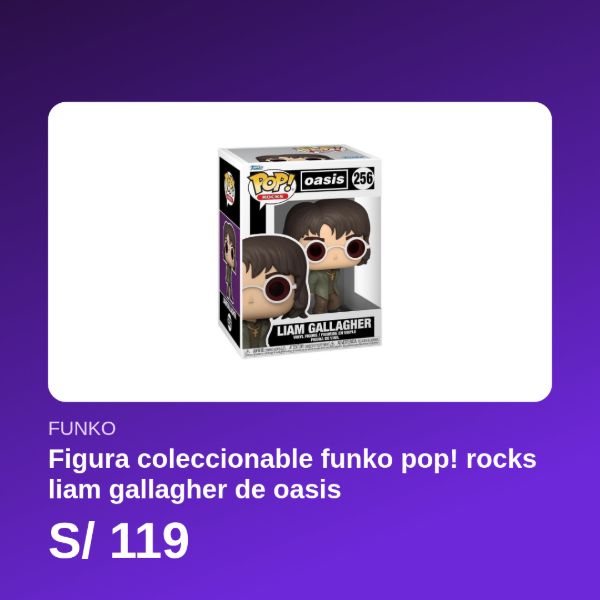 POP!
ROCKS
oasis
256
LIAM GALLAGHER
FUNKO
Figura coleccionable funko pop! rocks
liam gallagher de oasis
S/ 119